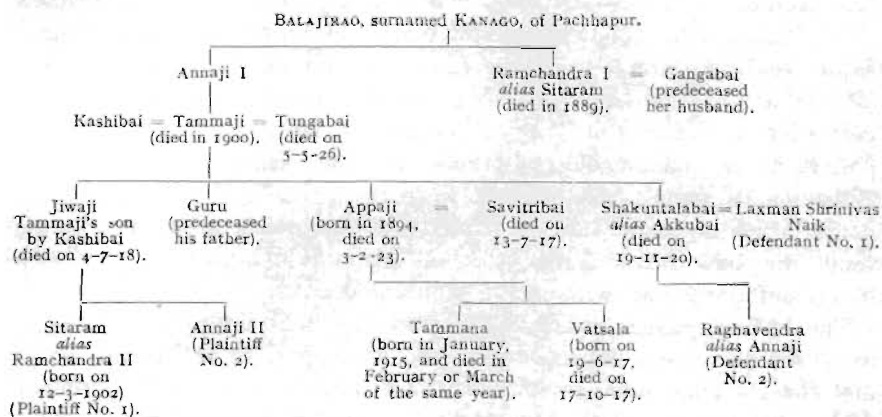 BALAJIRAO, surnamed KANAGO, of Pachhapur.
Annaji I
Ramchandra I = Gangabai
alias Sitaram (predeceased
(died in 1889). her husband).
Kashibai = Tammaji = Tungabai
(died in 1900). (died on
5-5-26).
Jiwaji
Tammaji's son
by Kashibai
(died on 4-7-18).
Guru
(predeceased
his father).
Appaji = Savitribai
(born in 1894, (died on
died on 13-7-17).
3-2-23).
Shakuntalabai = Laxman Shrinivas
alias Akkubai Naik
(died on (Defendant No. 1).
19-11-20).
Sitaram
alias
Ramchandra II
(born on
12-3-1902)
(Plaintiff No. 1).
Annaji II
(Plaintiff
No. 2).
Tammana
(born in January,
1915, and died in
February or March
of the same year).
Vatsala
(born on
19-6-17,
died on
17-10-17).
Raghavendra
alias Annaji
(Defendant
No. 2).